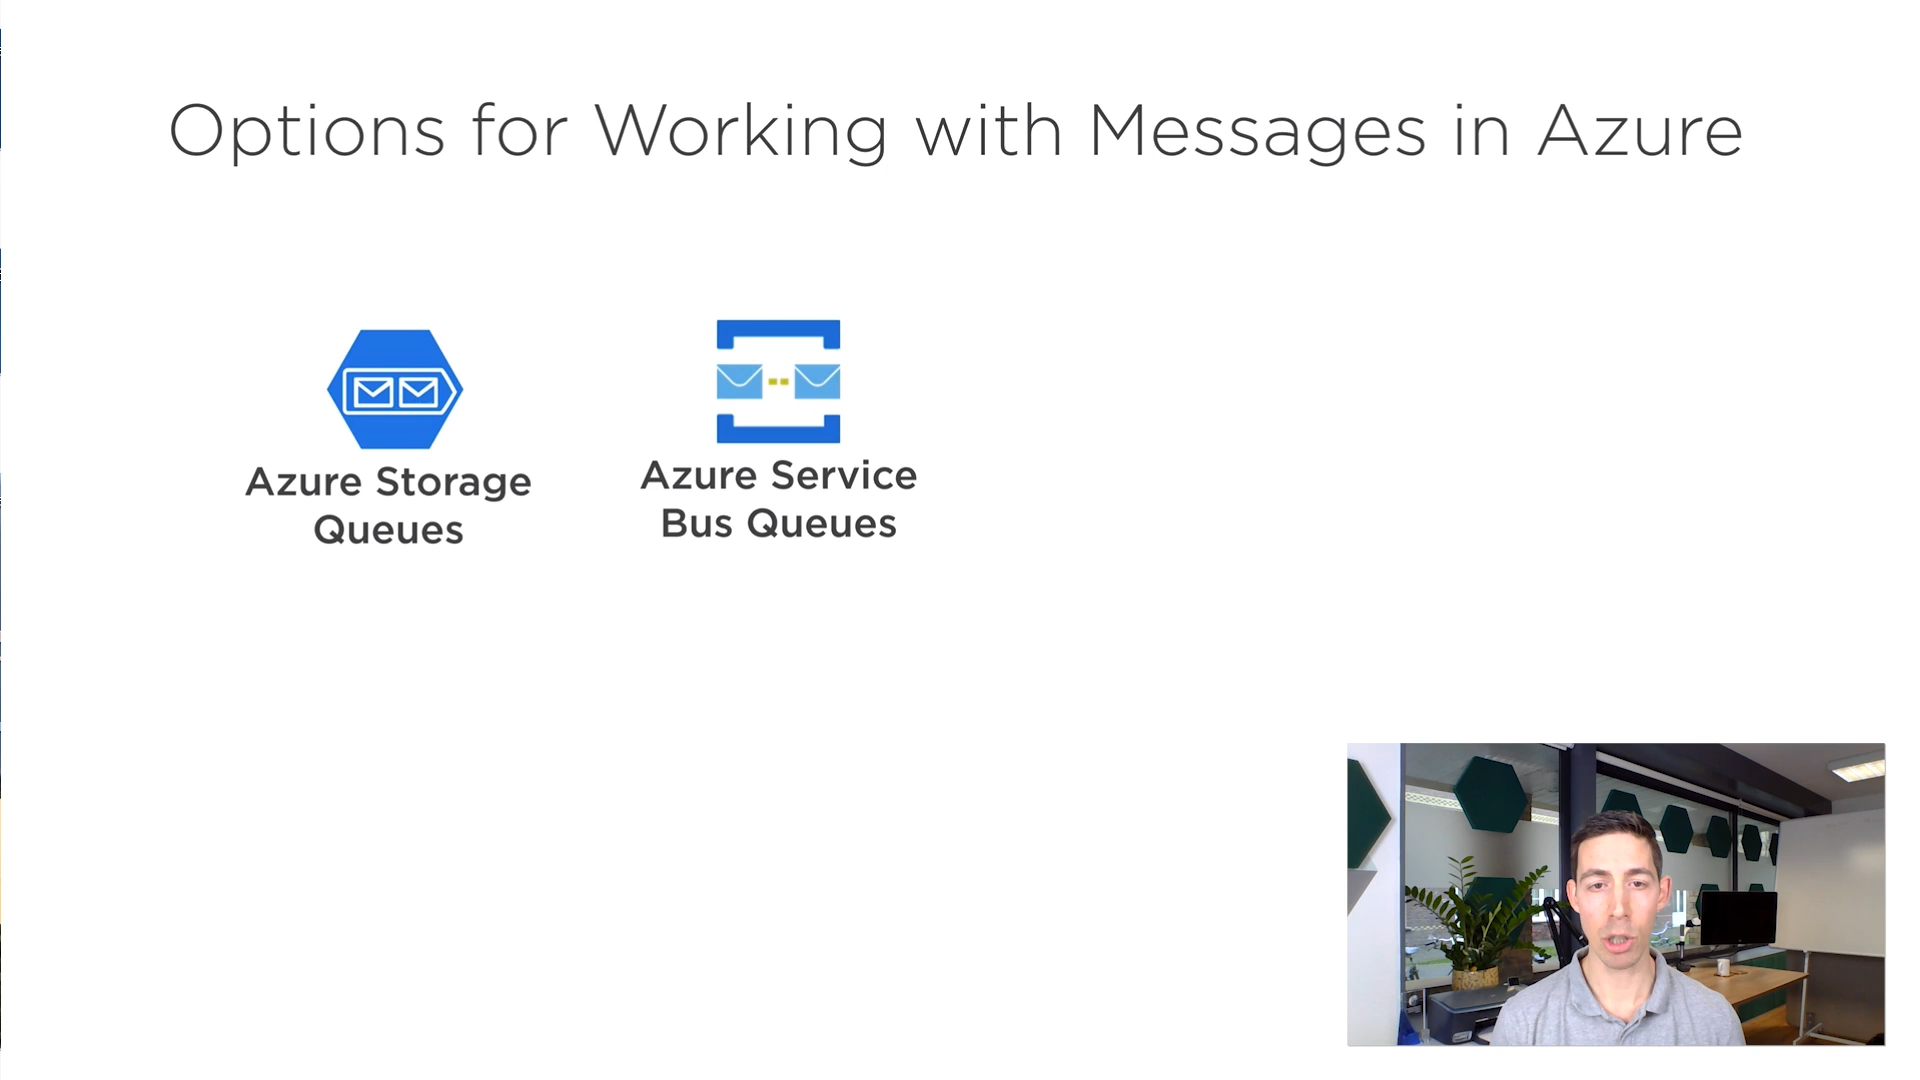 Options for Working with Messages in Azure
Azure Storage
Queues
Azure Service
Bus Queues